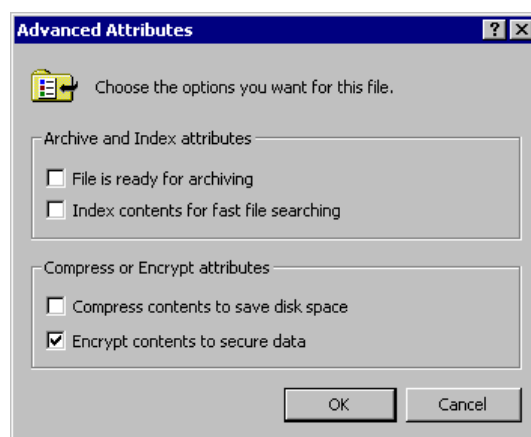 Advanced Attributes
Choose the options you want for this file.
Archive and Index attributes
File is ready for archiving
Index contents for fast file searching
Compress or Encrypt attributes
Compress contents to save disk space
Encrypt contents to secure data
OK Cancel